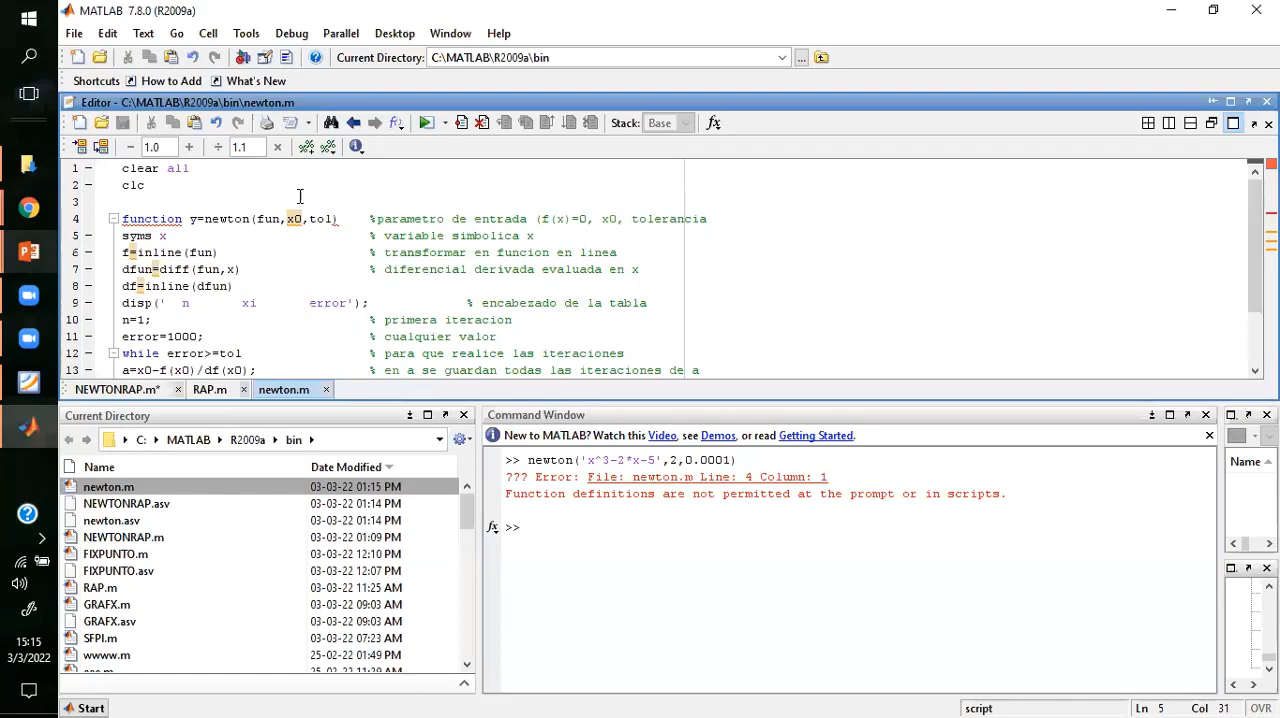 MATLAB 7.8.0 (R2009a)
File Edit Text Go Cell Tools Debug Parallel Desktop Window Help
Current Directory: C:\MATLAB\R2009a\bin
Shortcuts How to Add What's New
Editor - C:\MATLAB\R2009a\bin\newton.m
Stack: Base
1.0 1.1
1 clear all
2 clc
3
4 function y=newton(fun,x0,tol) %parametro de entrada (f(x)=0, x0, tolerancia
5 syms x % variable simbolica x
6 f=inline(fun) % transformar en funcion en linea
7 dfun=diff(fun,x) % diferencial derivada evaluada en x
8 df=inline(dfun)
9 disp(' n xi error'); % encabezado de la tabla
10 n=1; % primera iteracion
11 error=1000; % cualquier valor
12 while error>=tol % para que realice las iteraciones
13 a=x0-f(x0)/df(x0); % en a se guardan todas las iteraciones de a
NEWTONRAP.m* RAP.m newton.m
Current Directory
C: MATLAB R2009a bin
Name Date Modified
newton.m 03-03-22 01:15 PM
NEWTONRAP.asv 03-03-22 01:14 PM
newton.asv 03-03-22 01:14 PM
NEWTONRAP.m 03-03-22 01:09 PM
FIXPUNTO.m 03-03-22 12:10 PM
FIXPUNTO.asv 03-03-22 12:07 PM
RAP.m 03-03-22 11:25 AM
GRAFX.m 03-03-22 09:03 AM
GRAFX.asv 03-03-22 09:03 AM
SFPI.m 03-03-22 07:23 AM
wwww.m 25-02-22 01:49 PM
Command Window
New to MATLAB? Watch this Video, see Demos, or read Getting Started.
>> newton('x^3-2*x-5',2,0.0001)
??? Error: File: newton.m Line: 4 Column: 1
Function definitions are not permitted at the prompt or in scripts.
>>
Name
15:15
3/3/2022
Start
script Ln 5 Col 31 OVR